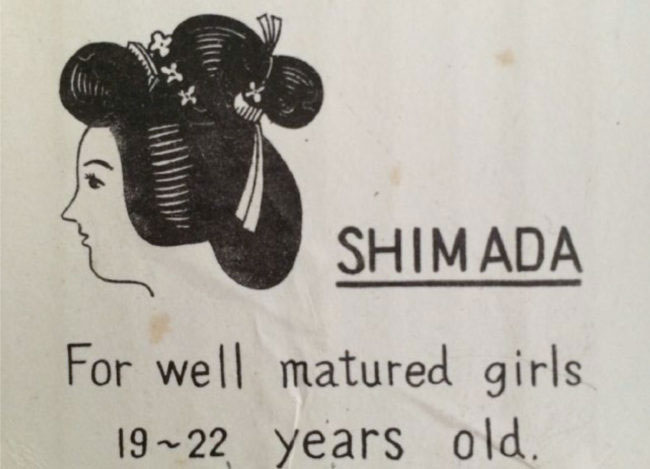 SHIMADA
For well matured girls
19~22 years old.